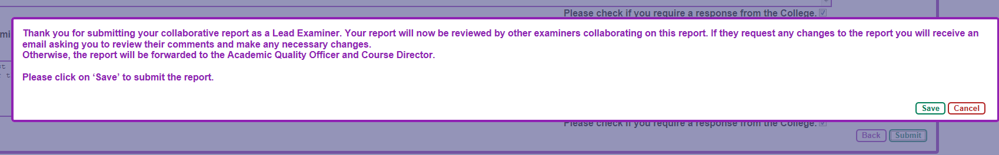 Please check if you require a response from the College.
Thank you for submitting your collaborative report as a Lead Examiner. Your report will now be reviewed by other examiners collaborating on this report. If they request any changes to the report you will receive an
email asking you to review their comments and make any necessary changes.
Otherwise, the report will be forwarded to the Academic Quality Officer and Course Director.
Please click on ‘Save’ to submit the report.
Save Cancel
Please check if you require a response from the College.
Back Submit